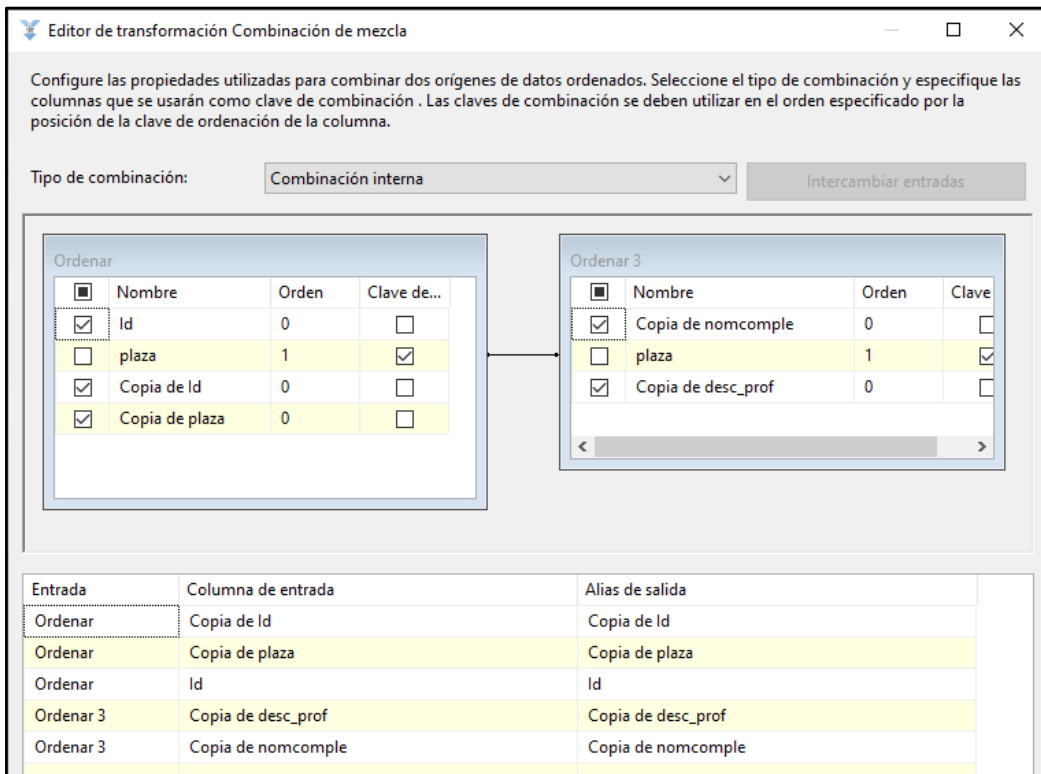 Editor de transformación Combinación de mezcla
Configure las propiedades utilizadas para combinar dos orígenes de datos ordenados. Seleccione el tipo de combinación y especifique las
columnas que se usarán como clave de combinación . Las claves de combinación se deben utilizar en el orden especificado por la
posición de la clave de ordenación de la columna.
Tipo de combinación: Combinación interna Intercambiar entradas
Ordenar
Nombre Orden Clave de...
Id 0
plaza 1
Copia de Id 0
Copia de plaza 0
Ordenar 3
Nombre Orden Clave
Copia de nomcomple 0
plaza 1
Copia de desc_prof 0
Entrada Columna de entrada Alias de salida
Ordenar Copia de Id Copia de Id
Ordenar Copia de plaza Copia de plaza
Ordenar Id Id
Ordenar 3 Copia de desc_prof Copia de desc_prof
Ordenar 3 Copia de nomcomple Copia de nomcomple